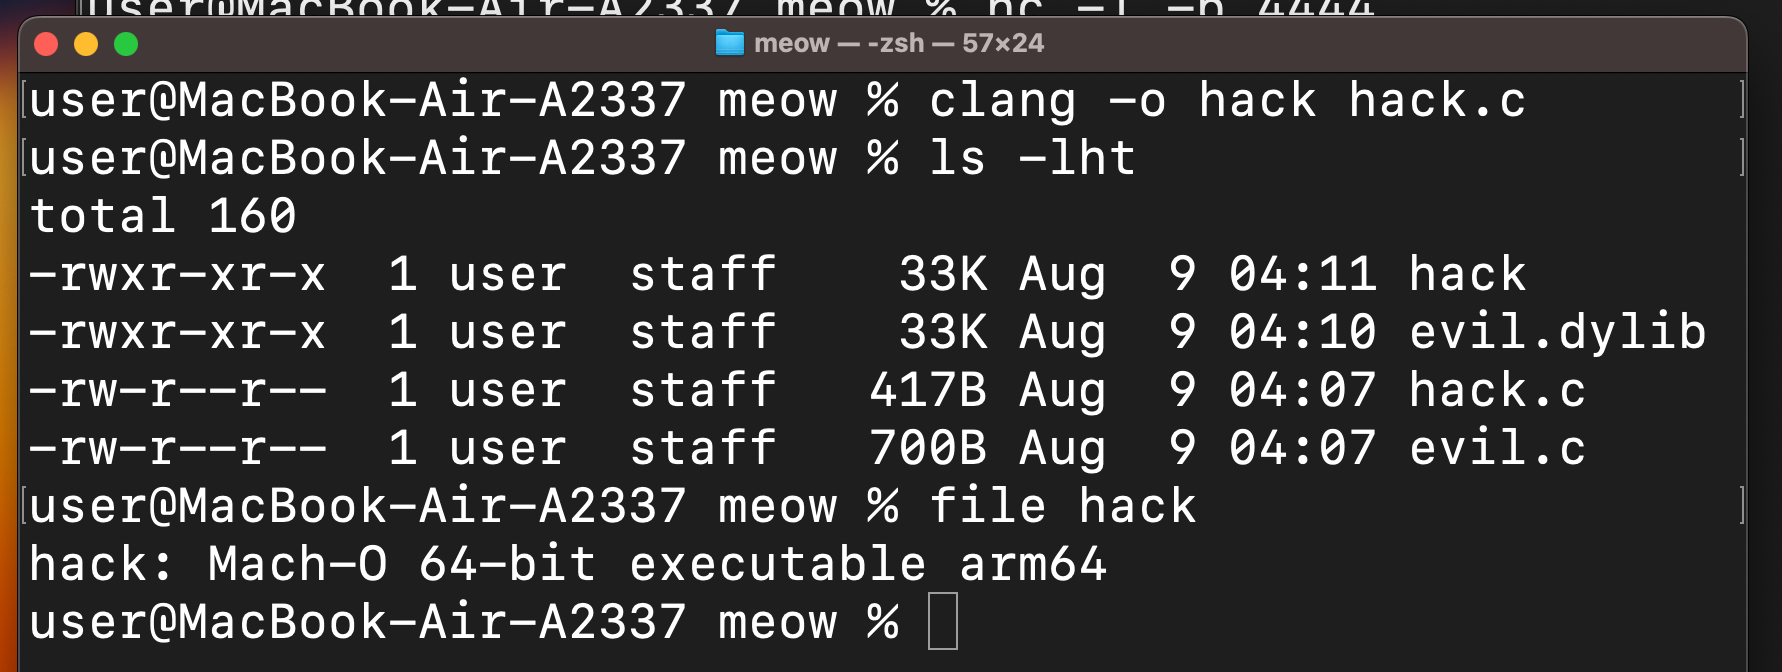 user@MacBook-Air-A2337 meow % nc -l -p 4444
meow — -zsh — 57×24
user@MacBook-Air-A2337 meow % clang -o hack hack.c
user@MacBook-Air-A2337 meow % ls -lht
total 160
-rwxr-xr-x  1 user  staff    33K Aug  9 04:11 hack
-rwxr-xr-x  1 user  staff    33K Aug  9 04:10 evil.dylib
-rw-r--r--  1 user  staff   417B Aug  9 04:07 hack.c
-rw-r--r--  1 user  staff   700B Aug  9 04:07 evil.c
user@MacBook-Air-A2337 meow % file hack
hack: Mach-O 64-bit executable arm64
user@MacBook-Air-A2337 meow %